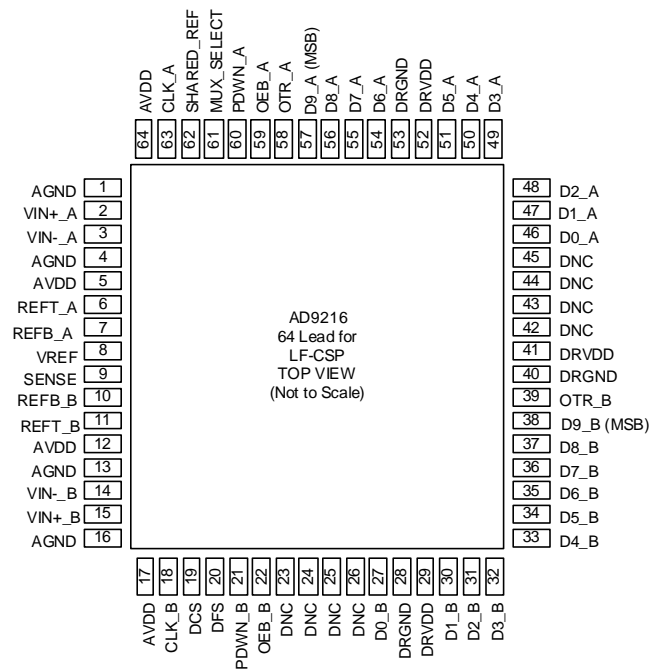 AVDD
CLK_A
SHARED_REF
MUX_SELECT
PDWN_A
OEB_A
OTR_A
D9_A (MSB)
D8_A
D7_A
D6_A
DRGND
DRVDD
D5_A
D4_A
D3_A
64
63
62
61
60
59
58
57
56
55
54
53
52
51
50
49
AGND 1
VIN+_A 2
VIN-_A 3
AGND 4
AVDD 5
REFT_A 6
REFB_A 7
VREF 8
SENSE 9
REFB_B 10
REFT_B 11
AVDD 12
AGND 13
VIN-_B 14
VIN+_B 15
AGND 16
AD9216
64 Lead for
LF-CSP
TOP VIEW
(Not to Scale)
48 D2_A
47 D1_A
46 D0_A
45 DNC
44 DNC
43 DNC
42 DNC
41 DRVDD
40 DRGND
39 OTR_B
38 D9_B (MSB)
37 D8_B
36 D7_B
35 D6_B
34 D5_B
33 D4_B
17
18
19
20
21
22
23
24
25
26
27
28
29
30
31
32
AVDD
CLK_B
DCS
DFS
PDWN_B
OEB_B
DNC
DNC
DNC
DNC
D0_B
DRGND
DRVDD
D1_B
D2_B
D3_B